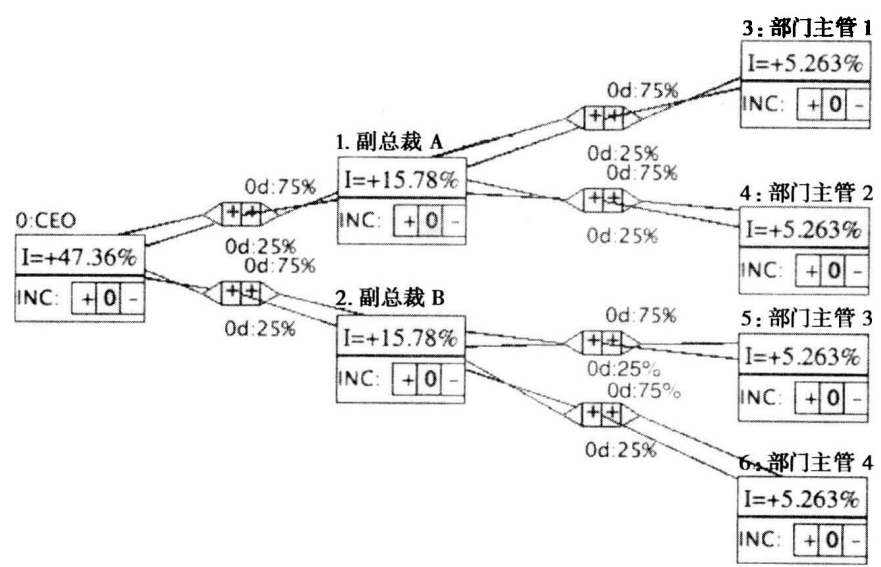 3:部门主管 1
I=+5.263%
INC: + 0 -
0d:75%
0d:25%
1.副总裁 A
I=+15.78%
INC: + 0 -
0d:75%
0d:25%
4:部门主管 2
I=+5.263%
INC: + 0 -
0:CEO
I=+47.36%
INC: + 0 -
0d:75%
0d:25%
0d:75%
0d:25%
2.副总裁 B
I=+15.78%
INC: + 0 -
0d:75%
0d:25%
5:部门主管 3
I=+5.263%
INC: + 0 -
0d:75%
0d:25%
6:部门主管 4
I=+5.263%
INC: + 0 -